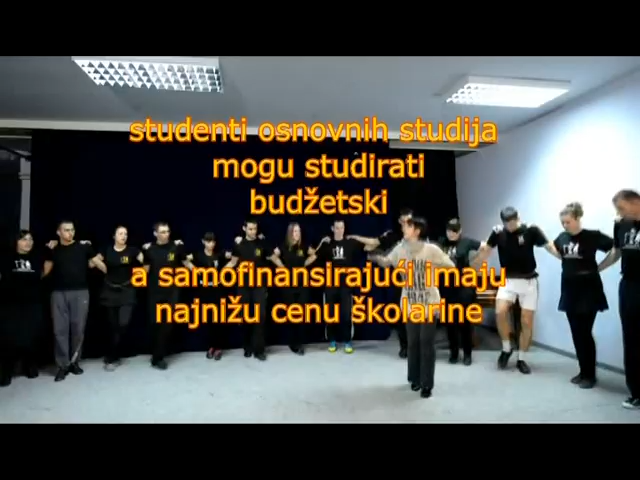 studenti osnovnih studija
mogu studirati
budžetski
a samofinansirajući imaju
najnižu cenu školarine